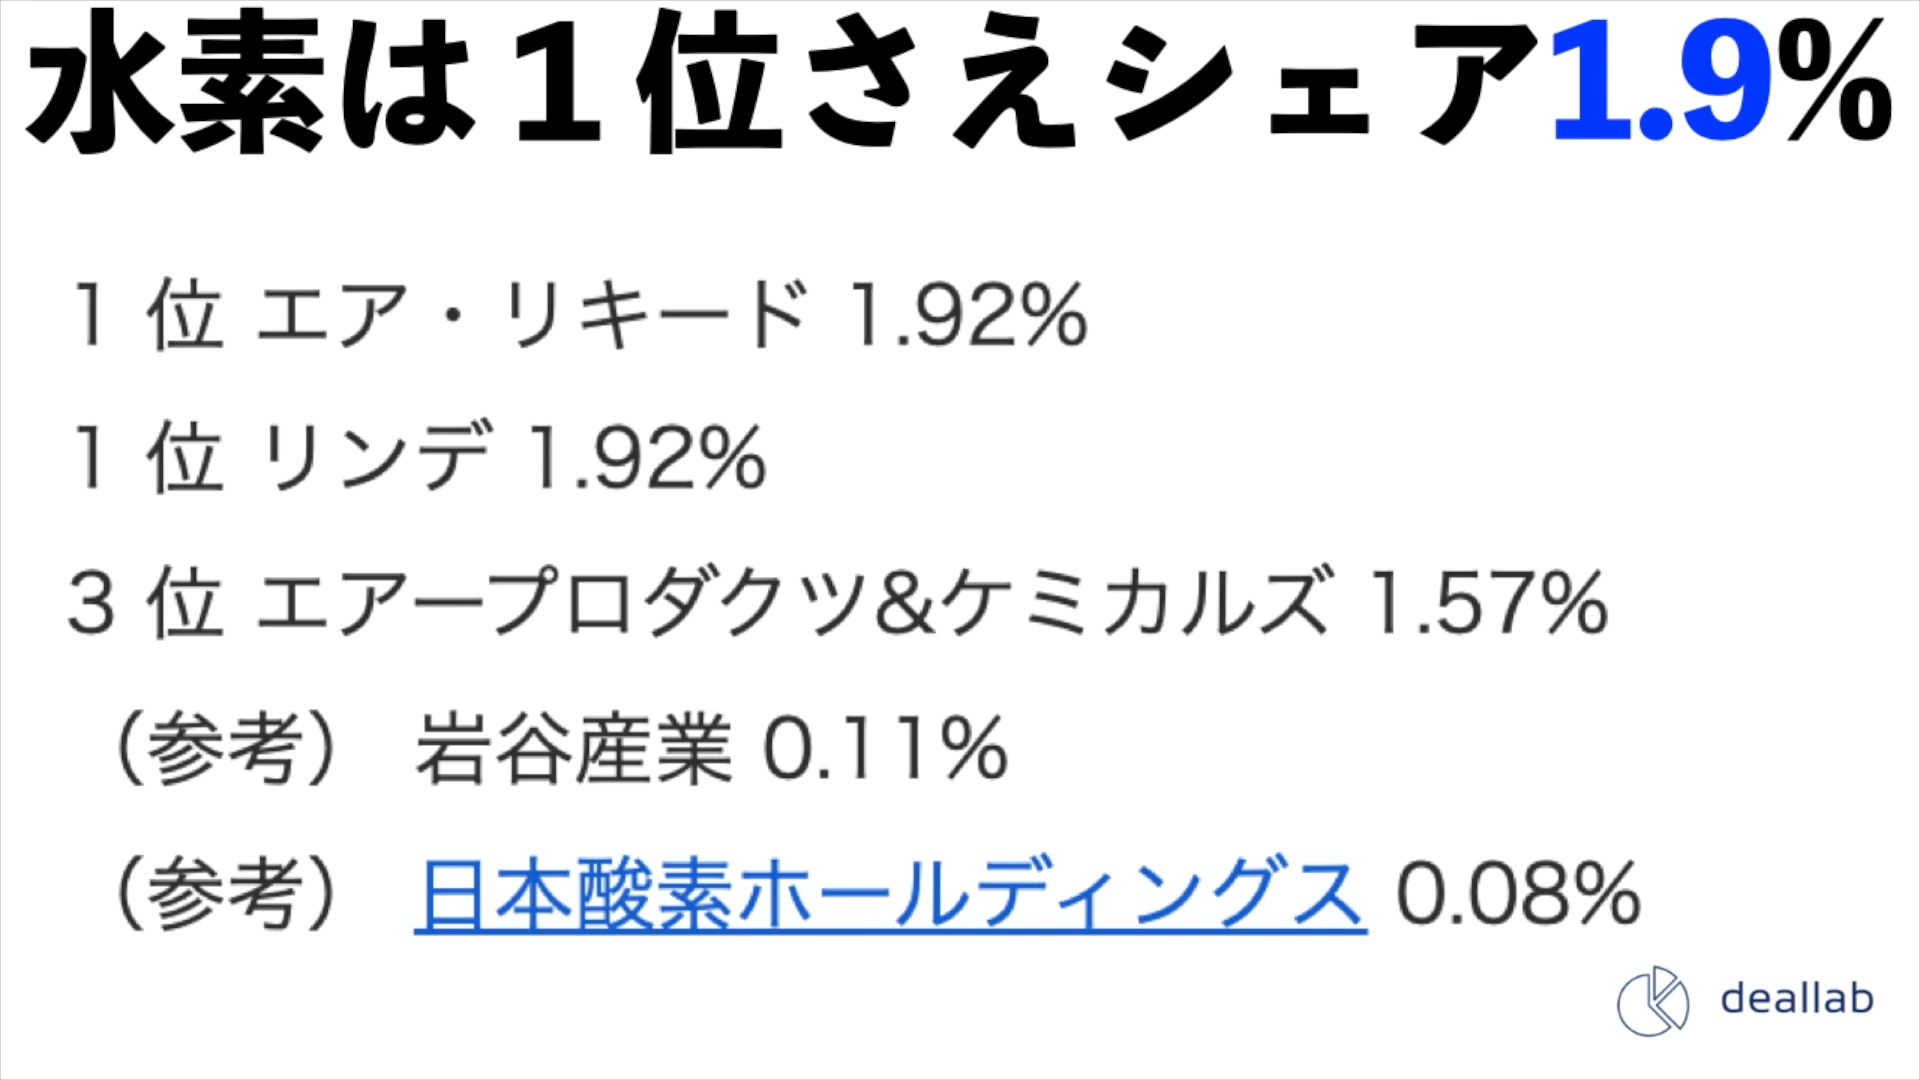 水素は１位さえシェア1.9%
1 位 エア・リキード 1.92%
1 位 リンデ 1.92%
3 位 エアープロダクツ&ケミカルズ 1.57%
（参考） 岩谷産業 0.11%
（参考） 日本酸素ホールディングス 0.08%
deallab